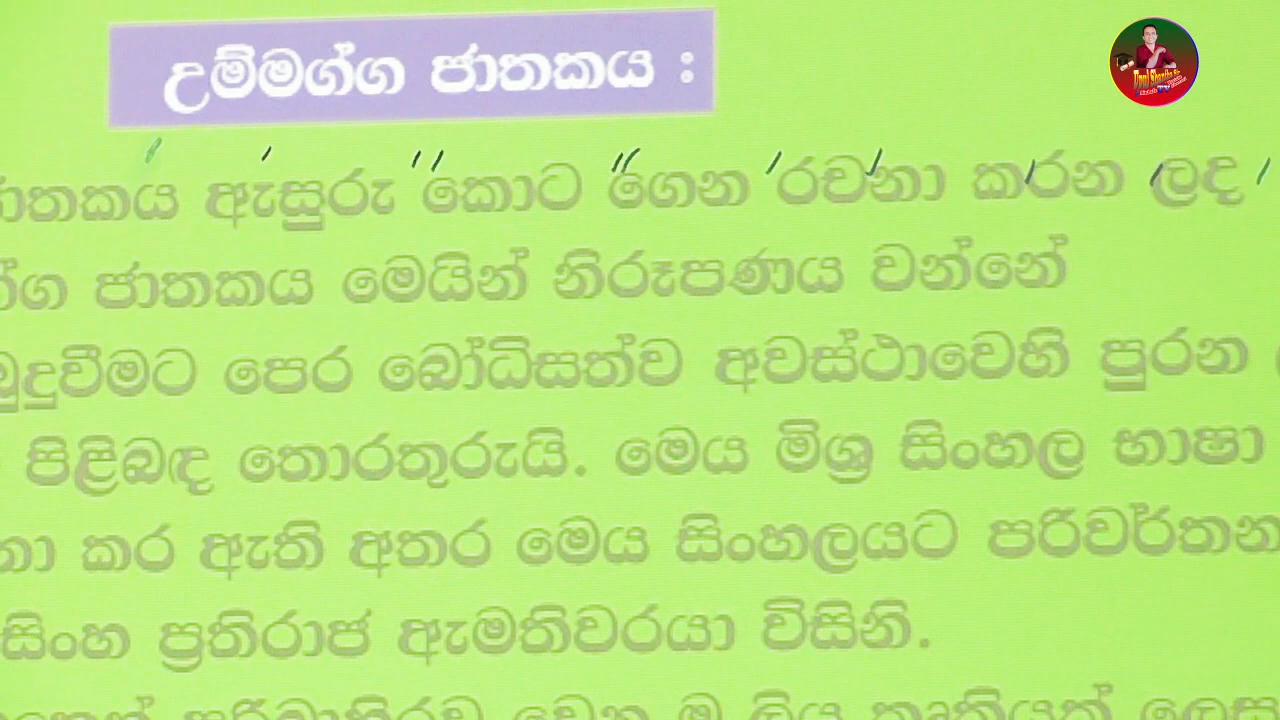 උම්මග්ග ජාතකය :
ජාතකය ඇසුරු කොට ගෙන රචනා කරන ලද
ජාතකය මෙයින් නිරූපණය වන්නේ
බුදුවීමට පෙර බෝධිසත්ව අවස්ථාවෙහි පුරන
පිළිබඳ තොරතුරුයි. මෙය මිශ්‍ර සිංහල භාෂා
කර ඇති අතර මෙය සිංහලයට පරිවර්තන
සිංහ ප්‍රතිරාජ ඇමතිවරයා විසිනි.